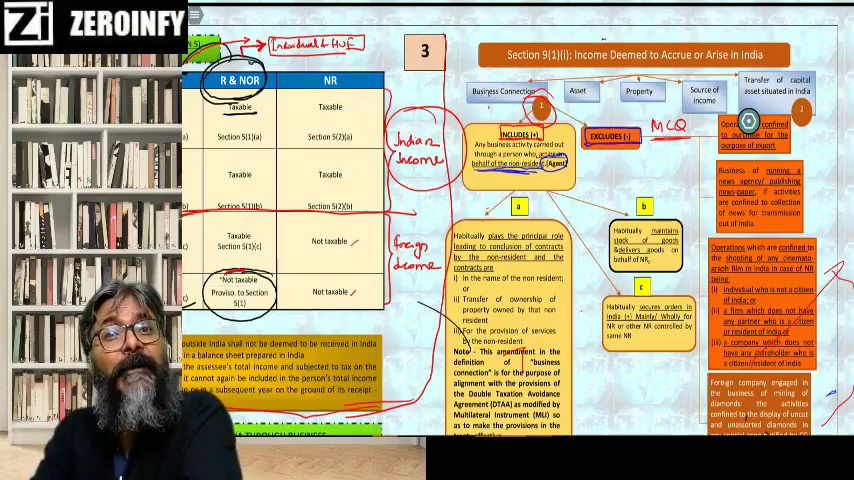 ZI ZEROINFY
N 5)
Individual & HUF
R & NOR
NR
Taxable
Taxable
a)
Section 5(1)(a)
Section 5(2)(a)
Taxable
Taxable
b)
Section 5(1)(b)
Section 5(2)(b)
Taxable
Section 5(1)(c)
Not taxable
c)
*Not taxable
Proviso. to Section
5(1)
Not taxable
c)
Indian
Income
Foreign
Income
outside India shall not be deemed to be received in India
in a balance sheet prepared in India
the assessee's total income and subjected to tax on the
it cannot again be included in the person's total income
in a subsequent year on the ground of its receipt -
THROUGH BUSINESS
3
Section 9(1)(i): Income Deemed to Accrue or Arise in India
Business Connection
Asset
Property
Source of
income
Transfer of capital
asset situated in India
1
2
INCLUDES (+)
Any business activity carried out
through a person who, acting on
behalf of the non-resident (Agent)
EXCLUDES (-)
MCQ
a
Habitually plays the principal role
leading to conclusion of contracts
by the non-resident and the
contracts are
i) In the name of the non resident;
or
ii) Transfer of ownership of
property owned by that non
resident
iii) For the provision of services
by the non-resident
Note - This amendment in the
definition of "business
connection" is for the purpose of
alignment with the provisions of
the Double Taxation Avoidance
Agreement (DTAA) as modified by
Multilateral Instrument (MLI) so
as to make the provisions in the
b
Habitually maintains
stock of goods
&delivers goods on
behalf of NR
c
Habitually secures orders in
India (+) Mainly/ Wholly for
NR or other NR controlled by
same NR
confined
to purchase for the
purpose of export
Business of running a
news agency/ publishing
news-paper, if activities
are confined to collection
of news for transmission
out of India.
Operations which are confined to
the shooting of any cinemato-
graph film in India in case of NR
being:
(i) Individual who is not a citizen
of India; or
(ii) a firm which does not have
any partner who is a citizen
or resident of India or
(iii) a company which does not
have any shareholder who is
a citizen/resident of India
Foreign company engaged in
the business of mining of
diamonds: the activities
confined to the display of uncut
and unassorted diamonds in